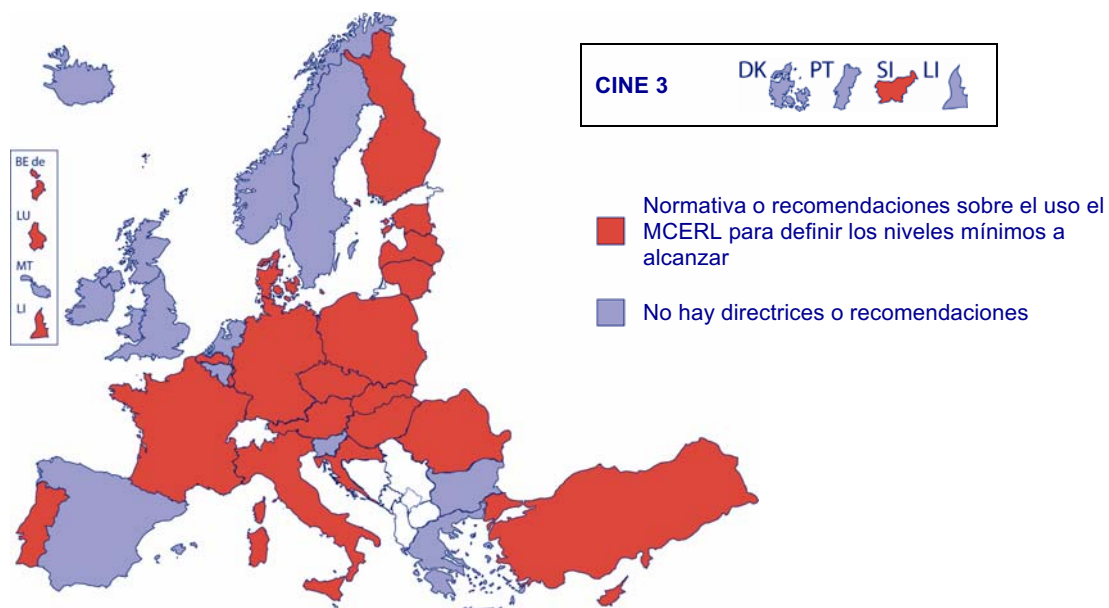 CINE 3
DK PT SI LI
BE de
LU
MT
LI
Normativa o recomendaciones sobre el uso el
MCERL para definir los niveles mínimos a
alcanzar
No hay directrices o recomendaciones